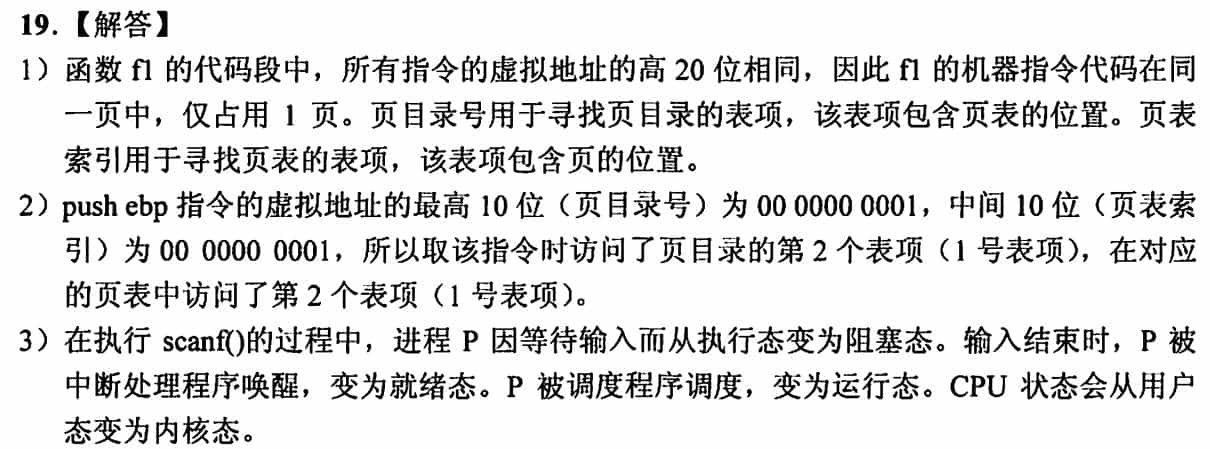 19.【解答】
1）函数 f1 的代码段中，所有指令的虚拟地址的高 20 位相同，因此 f1 的机器指令代码在同
一页中，仅占用 1 页。页目录号用于寻找页目录的表项，该表项包含页表的位置。页表
索引用于寻找页表的表项，该表项包含页的位置。
2）push ebp 指令的虚拟地址的最高 10 位（页目录号）为 00 0000 0001，中间 10 位（页表索
引）为 00 0000 0001，所以取该指令时访问了页目录的第 2 个表项（1 号表项），在对应
的页表中访问了第 2 个表项（1 号表项）。
3）在执行 scanf()的过程中，进程 P 因等待输入而从执行态变为阻塞态。输入结束时，P 被
中断处理程序唤醒，变为就绪态。P 被调度程序调度，变为运行态。CPU 状态会从用户
态变为内核态。